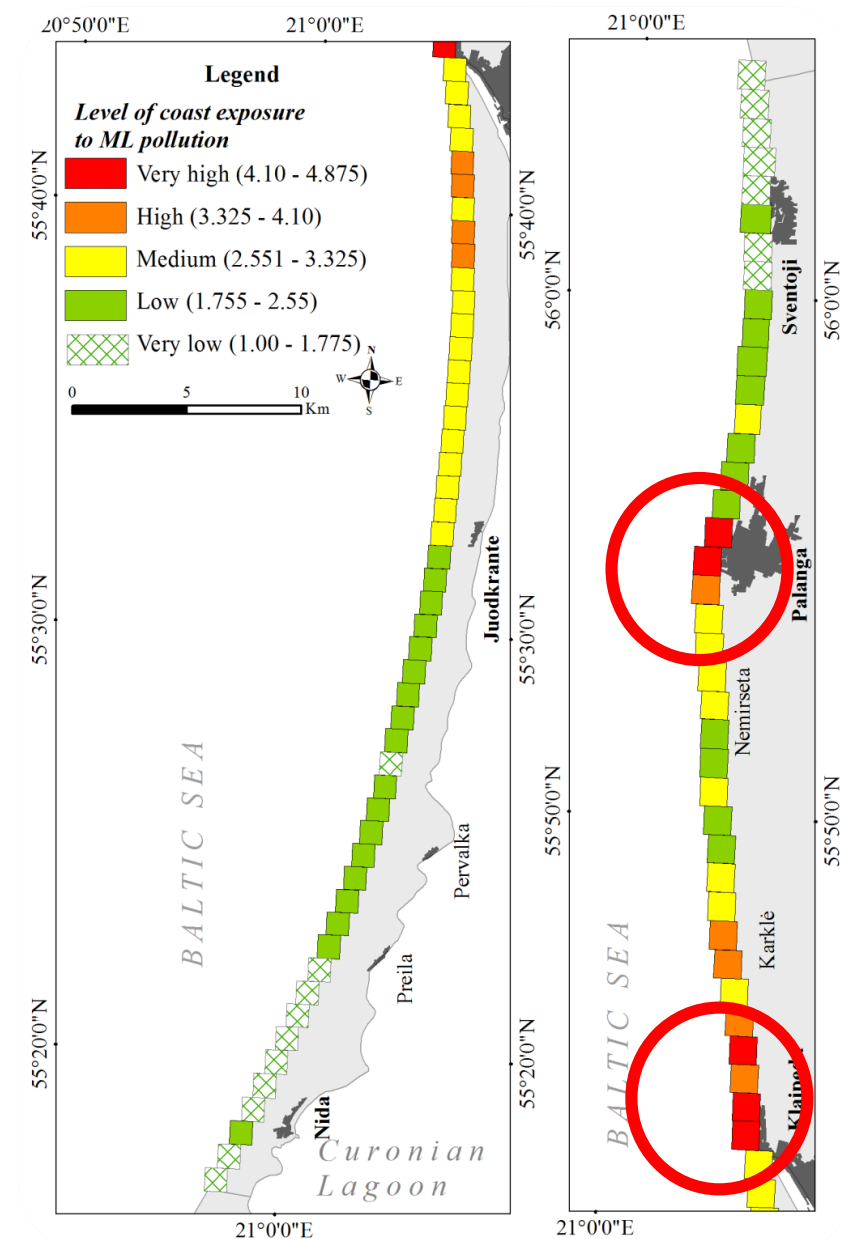 20°50'0"E
21°0'0"E
21°0'0"E
Legend
Level of coast exposure
to ML pollution
Very high (4.10 - 4.875)
High (3.325 - 4.10)
Medium (2.551 - 3.325)
Low (1.755 - 2.55)
Very low (1.00 - 1.775)
N
W
E
S
0
5
10
Km
55°40'0"N
55°40'0"N
56°0'0"N
56°0'0"N
Sventoji
Juodkrante
Palanga
55°30'0"N
55°30'0"N
Nemirseta
BALTIC SEA
Pervalka
55°50'0"N
55°50'0"N
Karklė
Preila
BALTIC SEA
55°20'0"N
55°20'0"N
Nida
Curonian
Lagoon
21°0'0"E
21°0'0"E